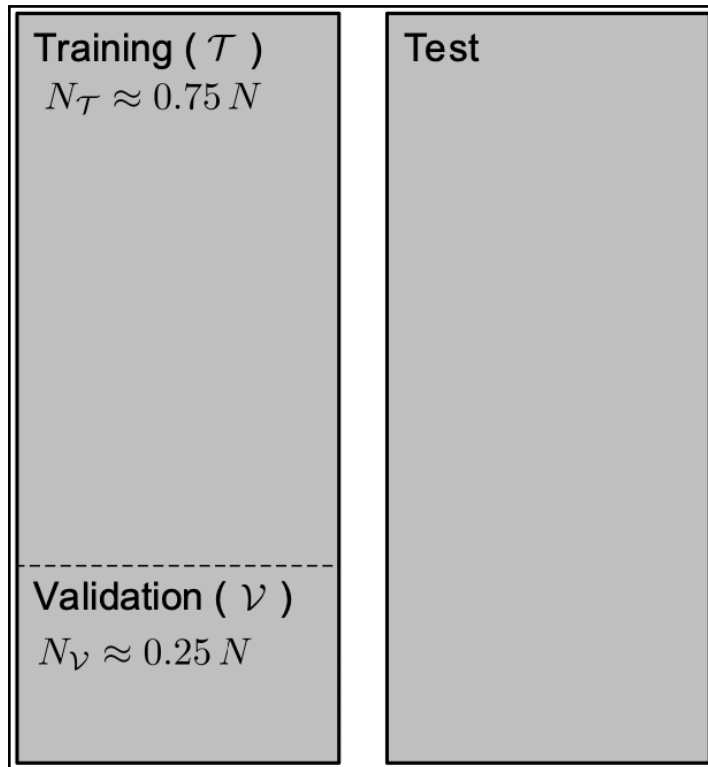 Training ( 𝒯 )
N_𝒯 ≈ 0.75 N
Validation ( 𝒱 )
N_𝒱 ≈ 0.25 N
Test